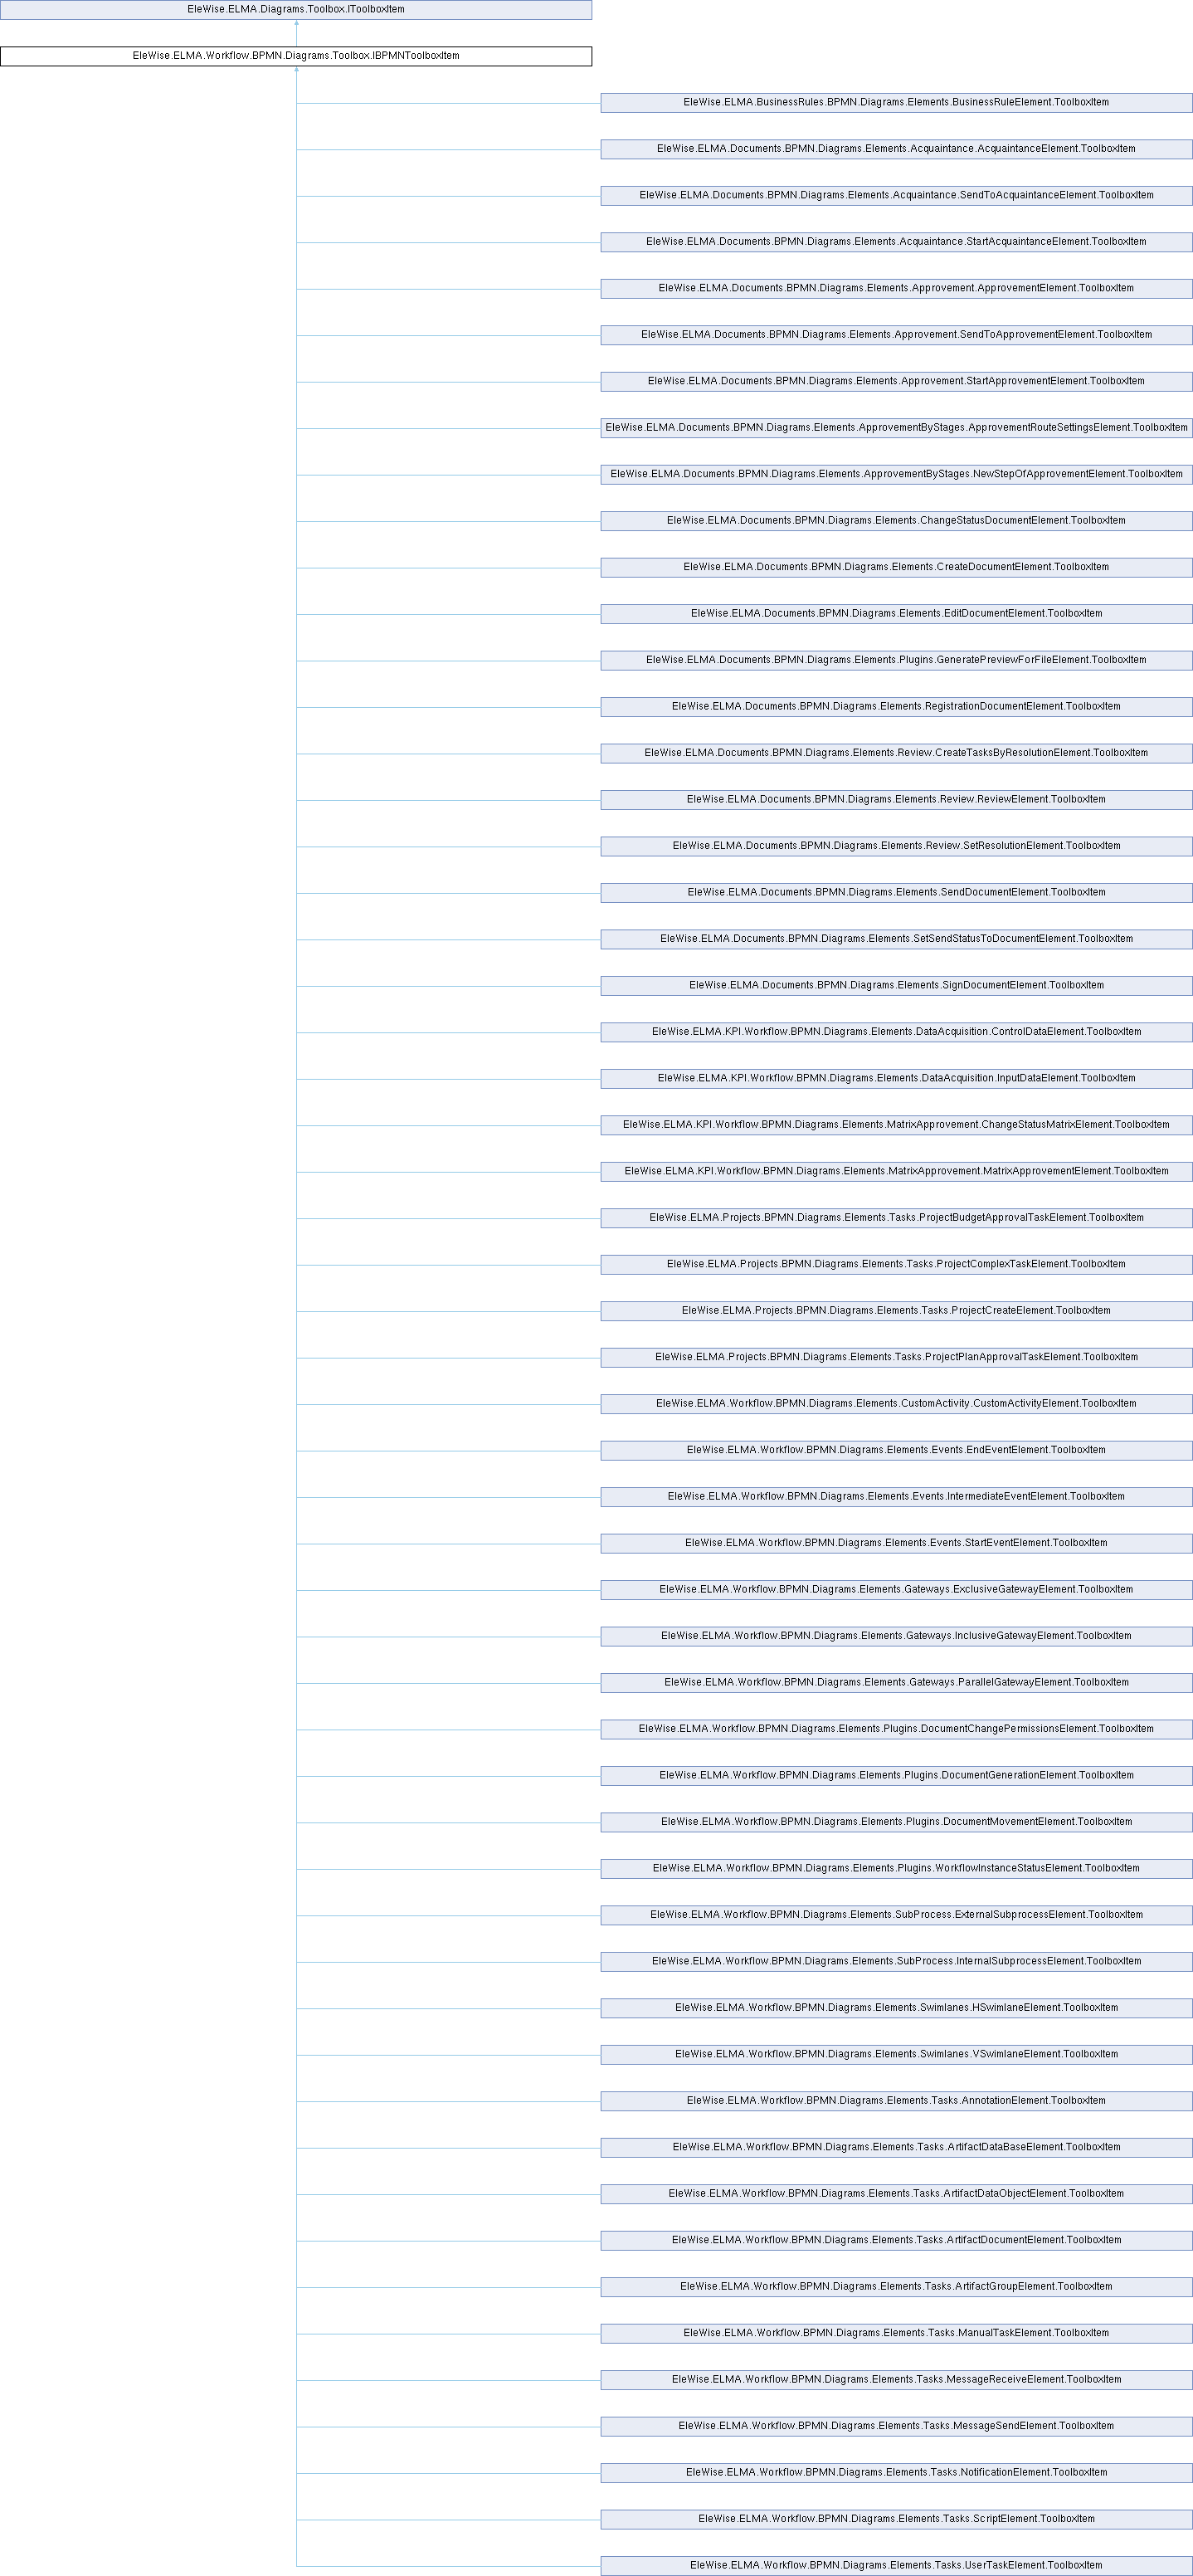 EleWise.ELMA.Diagrams.Toolbox.IToolboxItem
EleWise.ELMA.Workflow.BPMN.Diagrams.Toolbox.IBPMNToolboxItem
EleWise.ELMA.BusinessRules.BPMN.Diagrams.Elements.BusinessRuleElement.ToolboxItem
EleWise.ELMA.Documents.BPMN.Diagrams.Elements.Acquaintance.AcquaintanceElement.ToolboxItem
EleWise.ELMA.Documents.BPMN.Diagrams.Elements.Acquaintance.SendToAcquaintanceElement.ToolboxItem
EleWise.ELMA.Documents.BPMN.Diagrams.Elements.Acquaintance.StartAcquaintanceElement.ToolboxItem
EleWise.ELMA.Documents.BPMN.Diagrams.Elements.Approvement.ApprovementElement.ToolboxItem
EleWise.ELMA.Documents.BPMN.Diagrams.Elements.Approvement.SendToApprovementElement.ToolboxItem
EleWise.ELMA.Documents.BPMN.Diagrams.Elements.Approvement.StartApprovementElement.ToolboxItem
EleWise.ELMA.Documents.BPMN.Diagrams.Elements.ApprovementByStages.ApprovementRouteSettingsElement.ToolboxItem
EleWise.ELMA.Documents.BPMN.Diagrams.Elements.ApprovementByStages.NewStepOfApprovementElement.ToolboxItem
EleWise.ELMA.Documents.BPMN.Diagrams.Elements.ChangeStatusDocumentElement.ToolboxItem
EleWise.ELMA.Documents.BPMN.Diagrams.Elements.CreateDocumentElement.ToolboxItem
EleWise.ELMA.Documents.BPMN.Diagrams.Elements.EditDocumentElement.ToolboxItem
EleWise.ELMA.Documents.BPMN.Diagrams.Elements.Plugins.GeneratePreviewForFileElement.ToolboxItem
EleWise.ELMA.Documents.BPMN.Diagrams.Elements.RegistrationDocumentElement.ToolboxItem
EleWise.ELMA.Documents.BPMN.Diagrams.Elements.Review.CreateTasksByResolutionElement.ToolboxItem
EleWise.ELMA.Documents.BPMN.Diagrams.Elements.Review.ReviewElement.ToolboxItem
EleWise.ELMA.Documents.BPMN.Diagrams.Elements.Review.SetResolutionElement.ToolboxItem
EleWise.ELMA.Documents.BPMN.Diagrams.Elements.SendDocumentElement.ToolboxItem
EleWise.ELMA.Documents.BPMN.Diagrams.Elements.SetSendStatusToDocumentElement.ToolboxItem
EleWise.ELMA.Documents.BPMN.Diagrams.Elements.SignDocumentElement.ToolboxItem
EleWise.ELMA.KPI.Workflow.BPMN.Diagrams.Elements.DataAcquisition.ControlDataElement.ToolboxItem
EleWise.ELMA.KPI.Workflow.BPMN.Diagrams.Elements.DataAcquisition.InputDataElement.ToolboxItem
EleWise.ELMA.KPI.Workflow.BPMN.Diagrams.Elements.MatrixApprovement.ChangeStatusMatrixElement.ToolboxItem
EleWise.ELMA.KPI.Workflow.BPMN.Diagrams.Elements.MatrixApprovement.MatrixApprovementElement.ToolboxItem
EleWise.ELMA.Projects.BPMN.Diagrams.Elements.Tasks.ProjectBudgetApprovalTaskElement.ToolboxItem
EleWise.ELMA.Projects.BPMN.Diagrams.Elements.Tasks.ProjectComplexTaskElement.ToolboxItem
EleWise.ELMA.Projects.BPMN.Diagrams.Elements.Tasks.ProjectCreateElement.ToolboxItem
EleWise.ELMA.Projects.BPMN.Diagrams.Elements.Tasks.ProjectPlanApprovalTaskElement.ToolboxItem
EleWise.ELMA.Workflow.BPMN.Diagrams.Elements.CustomActivity.CustomActivityElement.ToolboxItem
EleWise.ELMA.Workflow.BPMN.Diagrams.Elements.Events.EndEventElement.ToolboxItem
EleWise.ELMA.Workflow.BPMN.Diagrams.Elements.Events.IntermediateEventElement.ToolboxItem
EleWise.ELMA.Workflow.BPMN.Diagrams.Elements.Events.StartEventElement.ToolboxItem
EleWise.ELMA.Workflow.BPMN.Diagrams.Elements.Gateways.ExclusiveGatewayElement.ToolboxItem
EleWise.ELMA.Workflow.BPMN.Diagrams.Elements.Gateways.InclusiveGatewayElement.ToolboxItem
EleWise.ELMA.Workflow.BPMN.Diagrams.Elements.Gateways.ParallelGatewayElement.ToolboxItem
EleWise.ELMA.Workflow.BPMN.Diagrams.Elements.Plugins.DocumentChangePermissionsElement.ToolboxItem
EleWise.ELMA.Workflow.BPMN.Diagrams.Elements.Plugins.DocumentGenerationElement.ToolboxItem
EleWise.ELMA.Workflow.BPMN.Diagrams.Elements.Plugins.DocumentMovementElement.ToolboxItem
EleWise.ELMA.Workflow.BPMN.Diagrams.Elements.Plugins.WorkflowInstanceStatusElement.ToolboxItem
EleWise.ELMA.Workflow.BPMN.Diagrams.Elements.SubProcess.ExternalSubprocessElement.ToolboxItem
EleWise.ELMA.Workflow.BPMN.Diagrams.Elements.SubProcess.InternalSubprocessElement.ToolboxItem
EleWise.ELMA.Workflow.BPMN.Diagrams.Elements.Swimlanes.HSwimlaneElement.ToolboxItem
EleWise.ELMA.Workflow.BPMN.Diagrams.Elements.Swimlanes.VSwimlaneElement.ToolboxItem
EleWise.ELMA.Workflow.BPMN.Diagrams.Elements.Tasks.AnnotationElement.ToolboxItem
EleWise.ELMA.Workflow.BPMN.Diagrams.Elements.Tasks.ArtifactDataBaseElement.ToolboxItem
EleWise.ELMA.Workflow.BPMN.Diagrams.Elements.Tasks.ArtifactDataObjectElement.ToolboxItem
EleWise.ELMA.Workflow.BPMN.Diagrams.Elements.Tasks.ArtifactDocumentElement.ToolboxItem
EleWise.ELMA.Workflow.BPMN.Diagrams.Elements.Tasks.ArtifactGroupElement.ToolboxItem
EleWise.ELMA.Workflow.BPMN.Diagrams.Elements.Tasks.ManualTaskElement.ToolboxItem
EleWise.ELMA.Workflow.BPMN.Diagrams.Elements.Tasks.MessageReceiveElement.ToolboxItem
EleWise.ELMA.Workflow.BPMN.Diagrams.Elements.Tasks.MessageSendElement.ToolboxItem
EleWise.ELMA.Workflow.BPMN.Diagrams.Elements.Tasks.NotificationElement.ToolboxItem
EleWise.ELMA.Workflow.BPMN.Diagrams.Elements.Tasks.ScriptElement.ToolboxItem
EleWise.ELMA.Workflow.BPMN.Diagrams.Elements.Tasks.UserTaskElement.ToolboxItem